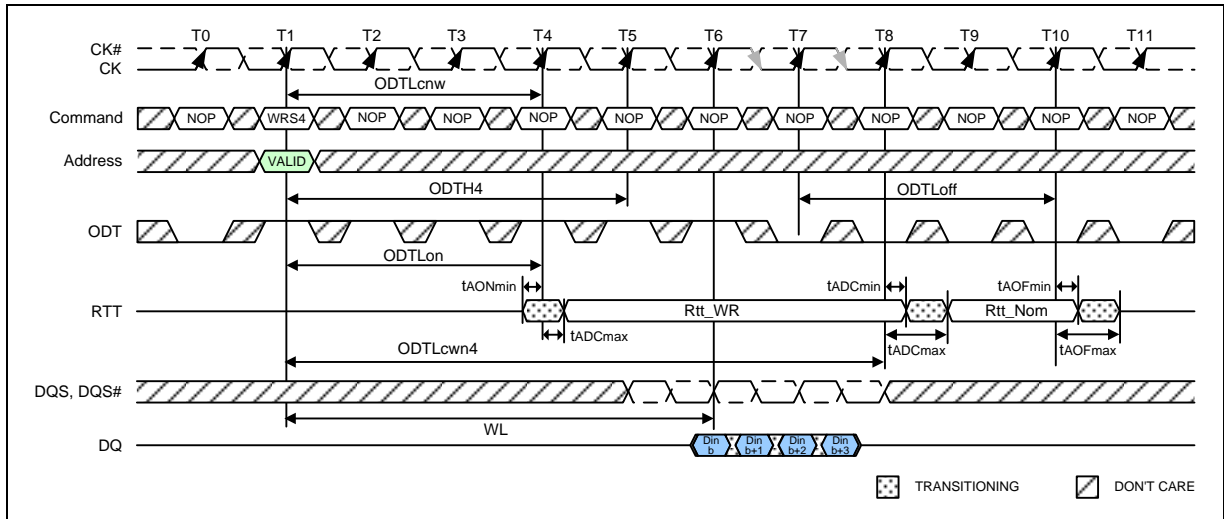 T0 T1 T2 T3 T4 T5 T6 T7 T8 T9 T10 T11
CK#
CK
ODTLcnw
Command NOP WRS4 NOP NOP NOP NOP NOP NOP NOP NOP NOP NOP
Address VALID
ODTH4 ODTLoff
ODT
ODTLon
tAONmin tADCmin tAOFmin
RTT Rtt_WR Rtt_Nom
tADCmax tADCmax tAOFmax
ODTLcwn4
DQS, DQS#
WL
DQ Din b Din b+1 Din b+2 Din b+3
TRANSITIONING DON'T CARE